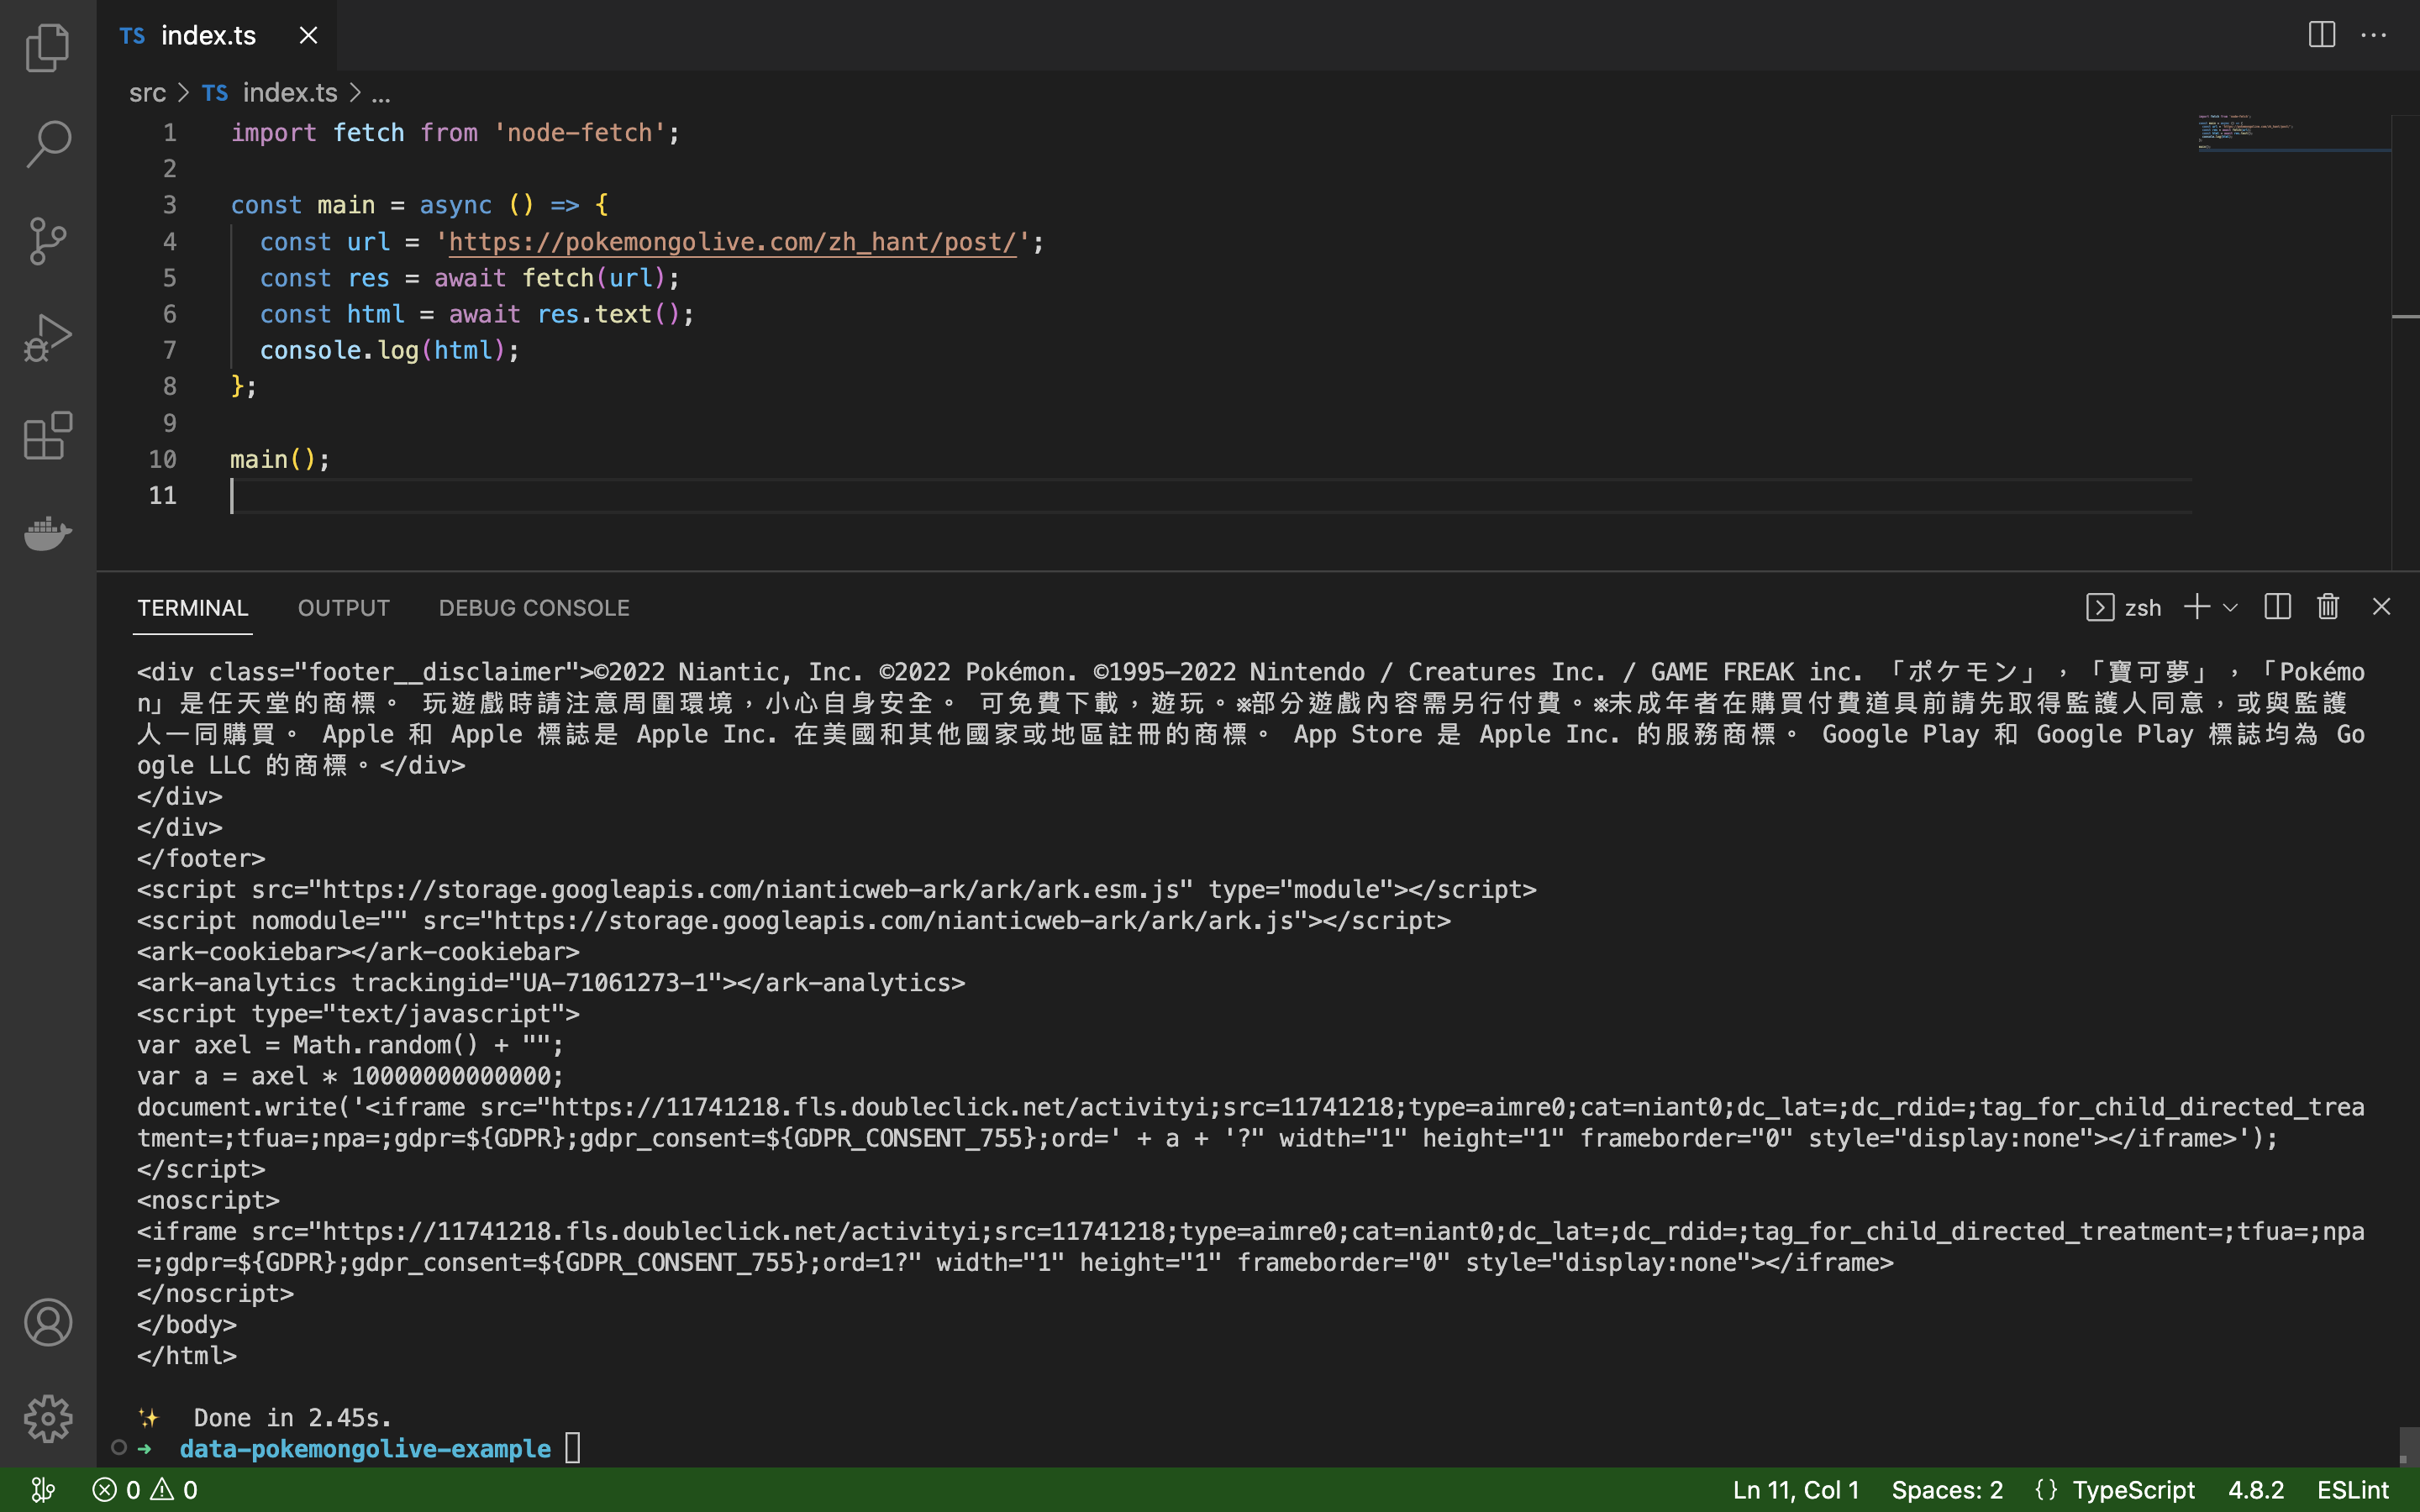 TS index.ts
src > TS index.ts > ...
1 import fetch from 'node-fetch';
2
3 const main = async () => {
4   const url = 'https://pokemongolive.com/zh_hant/post/';
5   const res = await fetch(url);
6   const html = await res.text();
7   console.log(html);
8 };
9
10 main();
11
TERMINAL OUTPUT DEBUG CONSOLE zsh
<div class="footer__disclaimer">©2022 Niantic, Inc. ©2022 Pokémon. ©1995–2022 Nintendo / Creatures Inc. / GAME FREAK inc. 「ポケモン」，「寶可夢」，「Pokémo
n」是任天堂的商標。 玩遊戲時請注意周圍環境，小心自身安全。 可免費下載，遊玩。※部分遊戲內容需另行付費。※未成年者在購買付費道具前請先取得監護人同意，或與監護
人一同購買。 Apple 和 Apple 標誌是 Apple Inc. 在美國和其他國家或地區註冊的商標。 App Store 是 Apple Inc. 的服務商標。 Google Play 和 Google Play 標誌均為 Go
ogle LLC 的商標。</div>
</div>
</div>
</footer>
<script src="https://storage.googleapis.com/nianticweb-ark/ark/ark.esm.js" type="module"></script>
<script nomodule="" src="https://storage.googleapis.com/nianticweb-ark/ark/ark.js"></script>
<ark-cookiebar></ark-cookiebar>
<ark-analytics trackingid="UA-71061273-1"></ark-analytics>
<script type="text/javascript">
var axel = Math.random() + "";
var a = axel * 10000000000000;
document.write('<iframe src="https://11741218.fls.doubleclick.net/activityi;src=11741218;type=aimre0;cat=niant0;dc_lat=;dc_rdid=;tag_for_child_directed_trea
tment=;tfua=;npa=;gdpr=${GDPR};gdpr_consent=${GDPR_CONSENT_755};ord=' + a + '?" width="1" height="1" frameborder="0" style="display:none"></iframe>');
</script>
<noscript>
<iframe src="https://11741218.fls.doubleclick.net/activityi;src=11741218;type=aimre0;cat=niant0;dc_lat=;dc_rdid=;tag_for_child_directed_treatment=;tfua=;npa
=;gdpr=${GDPR};gdpr_consent=${GDPR_CONSENT_755};ord=1?" width="1" height="1" frameborder="0" style="display:none"></iframe>
</noscript>
</body>
</html>
✨ Done in 2.45s.
➜ data-pokemongolive-example
0 0 Ln 11, Col 1 Spaces: 2 {} TypeScript 4.8.2 ESLint